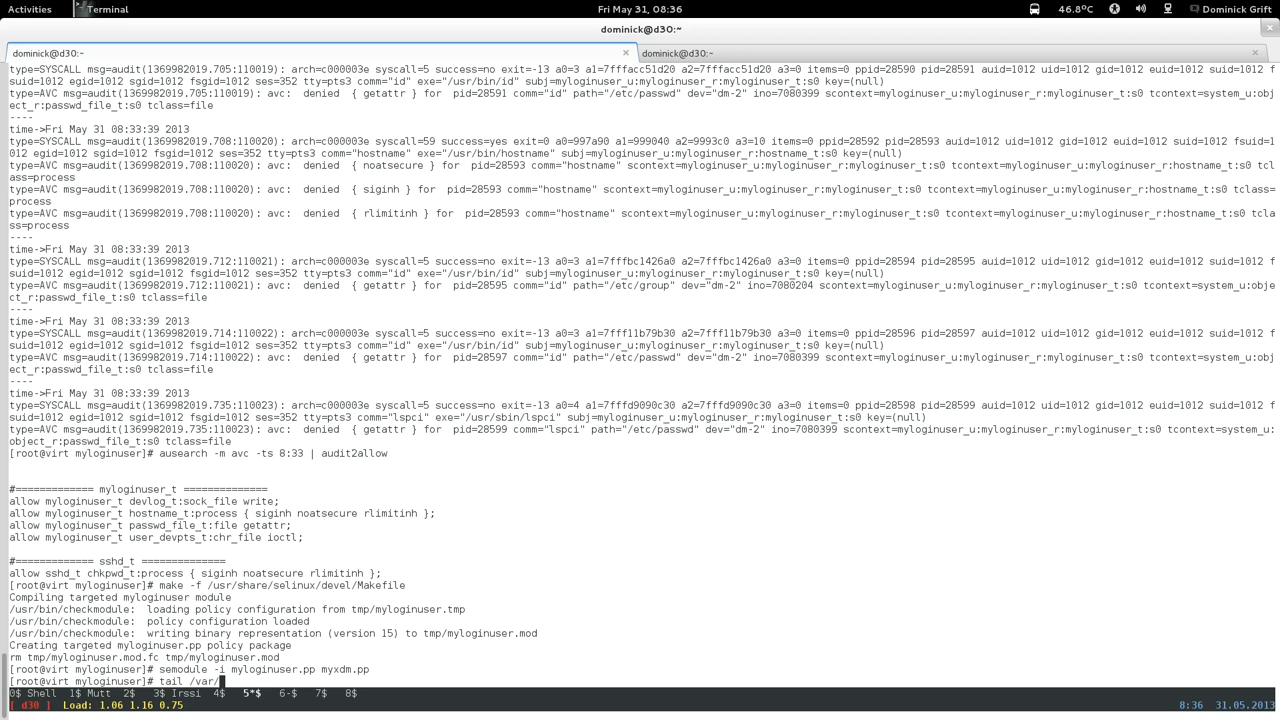 Activities Terminal Fri May 31, 08:36 46.8°C Dominick Grift
dominick@d30:~
dominick@d30:~ × dominick@d30:~ ×
type=SYSCALL msg=audit(1369982019.705:110019): arch=c000003e syscall=5 success=no exit=-13 a0=3 a1=7fffacc51d20 a2=7fffacc51d20 a3=0 items=0 ppid=28590 pid=28591 auid=1012 uid=1012 gid=1012 euid=1012 suid=1012 f
suid=1012 egid=1012 sgid=1012 fsgid=1012 ses=352 tty=pts3 comm="id" exe="/usr/bin/id" subj=myloginuser_u:myloginuser_r:myloginuser_t:s0 key=(null)
type=AVC msg=audit(1369982019.705:110019): avc:  denied  { getattr } for  pid=28591 comm="id" path="/etc/passwd" dev="dm-2" ino=7080399 scontext=myloginuser_u:myloginuser_r:myloginuser_t:s0 tcontext=system_u:obj
ect_r:passwd_file_t:s0 tclass=file
----
time->Fri May 31 08:33:39 2013
type=SYSCALL msg=audit(1369982019.708:110020): arch=c000003e syscall=59 success=yes exit=0 a0=997a90 a1=999040 a2=9993c0 a3=10 items=0 ppid=28592 pid=28593 auid=1012 uid=1012 gid=1012 euid=1012 suid=1012 fsuid=1
012 egid=1012 sgid=1012 fsgid=1012 ses=352 tty=pts3 comm="hostname" exe="/usr/bin/hostname" subj=myloginuser_u:myloginuser_r:hostname_t:s0 key=(null)
type=AVC msg=audit(1369982019.708:110020): avc:  denied  { noatsecure } for  pid=28593 comm="hostname" scontext=myloginuser_u:myloginuser_r:myloginuser_t:s0 tcontext=myloginuser_u:myloginuser_r:hostname_t:s0 tcl
ass=process
type=AVC msg=audit(1369982019.708:110020): avc:  denied  { siginh } for  pid=28593 comm="hostname" scontext=myloginuser_u:myloginuser_r:myloginuser_t:s0 tcontext=myloginuser_u:myloginuser_r:hostname_t:s0 tclass=
process
type=AVC msg=audit(1369982019.708:110020): avc:  denied  { rlimitinh } for  pid=28593 comm="hostname" scontext=myloginuser_u:myloginuser_r:myloginuser_t:s0 tcontext=myloginuser_u:myloginuser_r:hostname_t:s0 tcla
ss=process
----
time->Fri May 31 08:33:39 2013
type=SYSCALL msg=audit(1369982019.712:110021): arch=c000003e syscall=5 success=no exit=-13 a0=3 a1=7fffbc1426a0 a2=7fffbc1426a0 a3=0 items=0 ppid=28594 pid=28595 auid=1012 uid=1012 gid=1012 euid=1012 suid=1012 f
suid=1012 egid=1012 sgid=1012 fsgid=1012 ses=352 tty=pts3 comm="id" exe="/usr/bin/id" subj=myloginuser_u:myloginuser_r:myloginuser_t:s0 key=(null)
type=AVC msg=audit(1369982019.712:110021): avc:  denied  { getattr } for  pid=28595 comm="id" path="/etc/group" dev="dm-2" ino=7080204 scontext=myloginuser_u:myloginuser_r:myloginuser_t:s0 tcontext=system_u:obje
ct_r:passwd_file_t:s0 tclass=file
----
time->Fri May 31 08:33:39 2013
type=SYSCALL msg=audit(1369982019.714:110022): arch=c000003e syscall=5 success=no exit=-13 a0=3 a1=7fff11b79b30 a2=7fff11b79b30 a3=0 items=0 ppid=28596 pid=28597 auid=1012 uid=1012 gid=1012 euid=1012 suid=1012 f
suid=1012 egid=1012 sgid=1012 fsgid=1012 ses=352 tty=pts3 comm="id" exe="/usr/bin/id" subj=myloginuser_u:myloginuser_r:myloginuser_t:s0 key=(null)
type=AVC msg=audit(1369982019.714:110022): avc:  denied  { getattr } for  pid=28597 comm="id" path="/etc/passwd" dev="dm-2" ino=7080399 scontext=myloginuser_u:myloginuser_r:myloginuser_t:s0 tcontext=system_u:obj
ect_r:passwd_file_t:s0 tclass=file
----
time->Fri May 31 08:33:39 2013
type=SYSCALL msg=audit(1369982019.735:110023): arch=c000003e syscall=5 success=no exit=-13 a0=4 a1=7fffd9090c30 a2=7fffd9090c30 a3=0 items=0 ppid=28598 pid=28599 auid=1012 uid=1012 gid=1012 euid=1012 suid=1012 f
suid=1012 egid=1012 sgid=1012 fsgid=1012 ses=352 tty=pts3 comm="lspci" exe="/usr/sbin/lspci" subj=myloginuser_u:myloginuser_r:myloginuser_t:s0 key=(null)
type=AVC msg=audit(1369982019.735:110023): avc:  denied  { getattr } for  pid=28599 comm="lspci" path="/etc/passwd" dev="dm-2" ino=7080399 scontext=myloginuser_u:myloginuser_r:myloginuser_t:s0 tcontext=system_u:
object_r:passwd_file_t:s0 tclass=file
[root@virt myloginuser]# ausearch -m avc -ts 8:33 | audit2allow
#============= myloginuser_t ==============
allow myloginuser_t devlog_t:sock_file write;
allow myloginuser_t hostname_t:process { siginh noatsecure rlimitinh };
allow myloginuser_t passwd_file_t:file getattr;
allow myloginuser_t user_devpts_t:chr_file ioctl;
#============= sshd_t ==============
allow sshd_t chkpwd_t:process { siginh noatsecure rlimitinh };
[root@virt myloginuser]# make -f /usr/share/selinux/devel/Makefile
Compiling targeted myloginuser module
/usr/bin/checkmodule:  loading policy configuration from tmp/myloginuser.tmp
/usr/bin/checkmodule:  policy configuration loaded
/usr/bin/checkmodule:  writing binary representation (version 15) to tmp/myloginuser.mod
Creating targeted myloginuser.pp policy package
rm tmp/myloginuser.mod.fc tmp/myloginuser.mod
[root@virt myloginuser]# semodule -i myloginuser.pp myxdm.pp
[root@virt myloginuser]# tail /var/
0$ Shell  1$ Mutt  2$  3$ Irssi  4$  5*$  6-$  7$  8$
[ d30 ]  Load: 1.06 1.16 0.75  8:36  31.05.2013